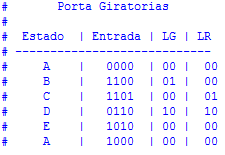 # Porta Giratorias
#
# Estado | Entrada | LG | LR
# ----------------------------
# A | 0000 | 00 | 00
# B | 1100 | 01 | 00
# C | 1101 | 00 | 01
# D | 0110 | 10 | 10
# E | 1010 | 00 | 00
# A | 1000 | 00 | 00